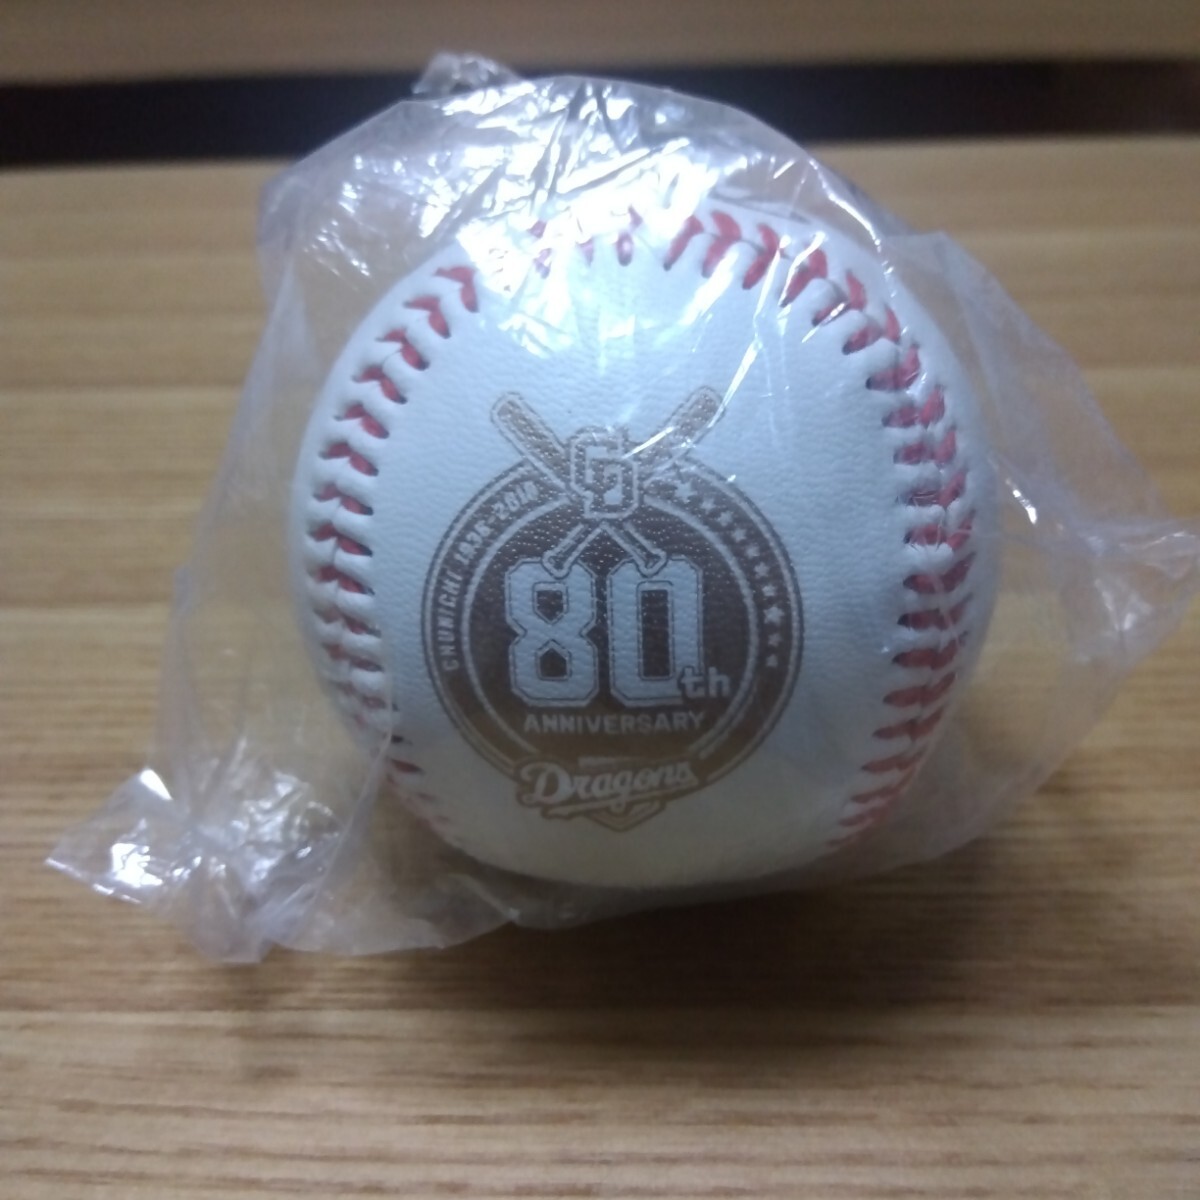 CD
CHUNICHI 1936-2016
80th
ANNIVERSARY
Dragons